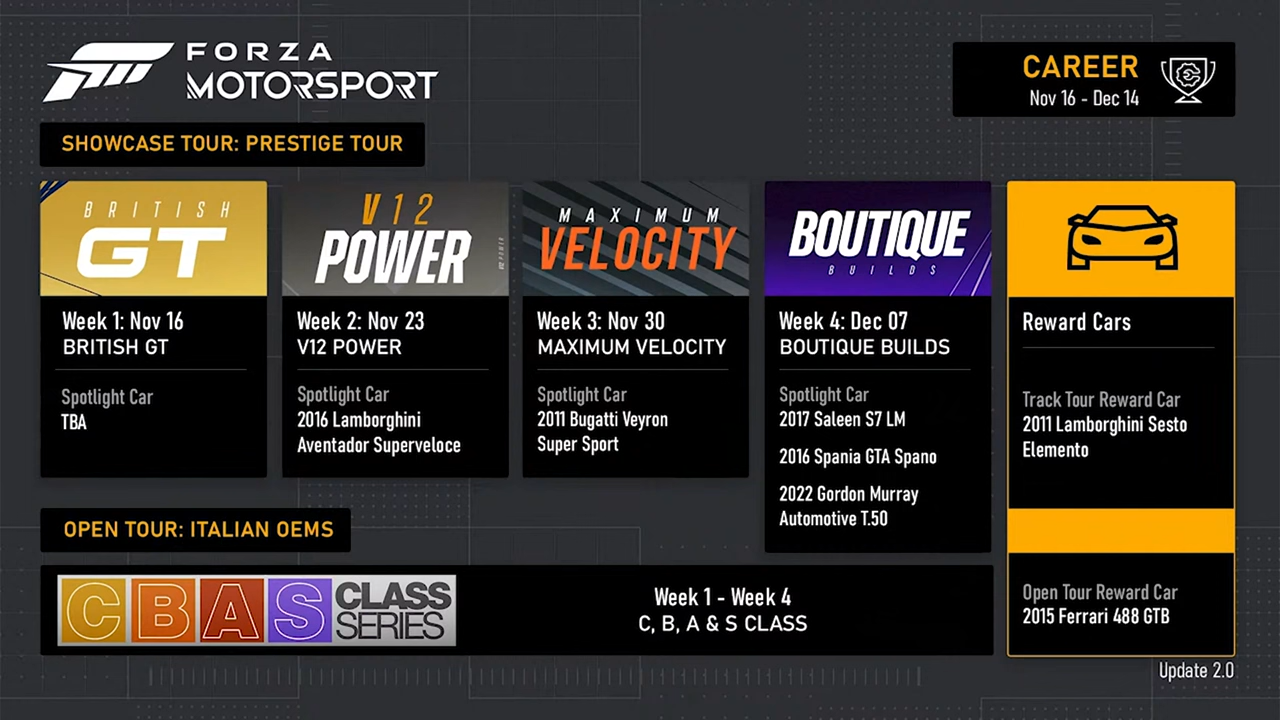 FORZA
MOTORSPORT
CAREER
Nov 16 - Dec 14
SHOWCASE TOUR: PRESTIGE TOUR
BRITISH
GT
Week 1: Nov 16
BRITISH GT
Spotlight Car
TBA
V12
POWER
Week 2: Nov 23
V12 POWER
Spotlight Car
2016 Lamborghini
Aventador Superveloce
MAXIMUM
VELOCITY
Week 3: Nov 30
MAXIMUM VELOCITY
Spotlight Car
2011 Bugatti Veyron
Super Sport
BOUTIQUE
BUILDS
Week 4: Dec 07
BOUTIQUE BUILDS
Spotlight Car
2017 Saleen S7 LM
2016 Spania GTA Spano
2022 Gordon Murray
Automotive T.50
Reward Cars
Track Tour Reward Car
2011 Lamborghini Sesto
Elemento
Open Tour Reward Car
2015 Ferrari 488 GTB
OPEN TOUR: ITALIAN OEMS
C B A S CLASS
SERIES
Week 1 - Week 4
C, B, A & S CLASS
Update 2.0